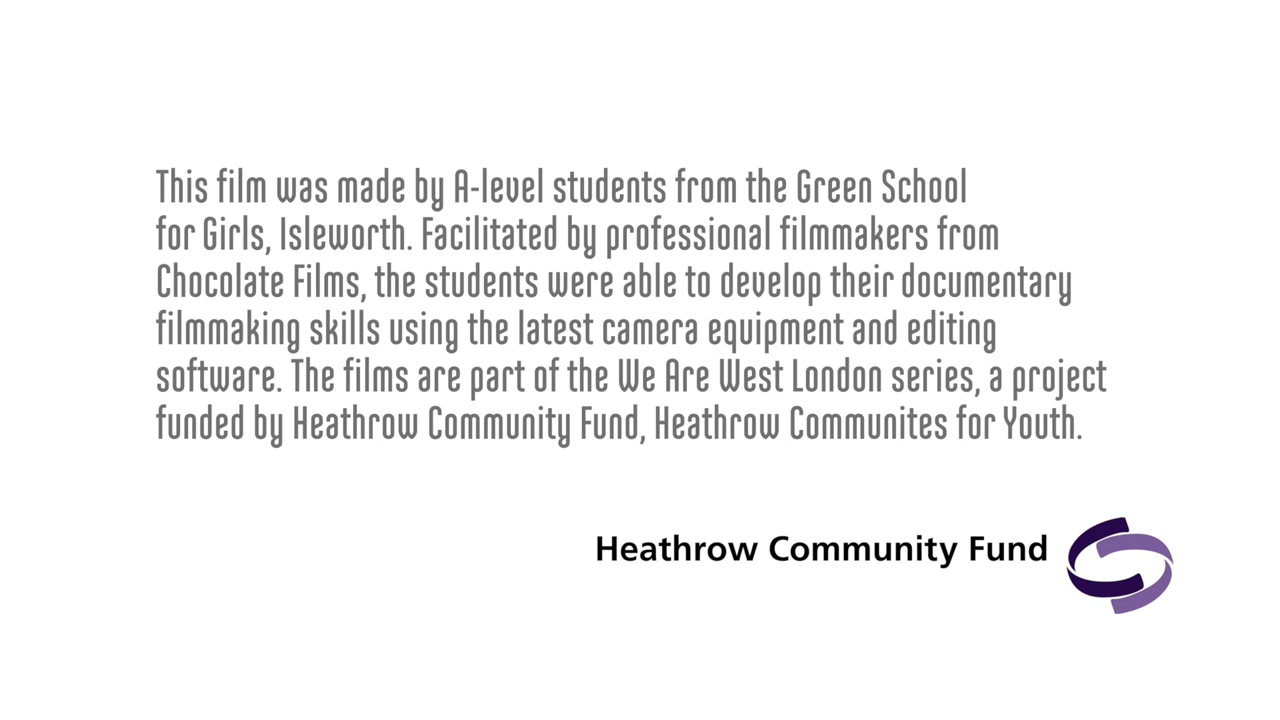 This film was made by A-level students from the Green School
for Girls, Isleworth. Facilitated by professional filmmakers from
Chocolate Films, the students were able to develop their documentary
filmmaking skills using the latest camera equipment and editing
software. The films are part of the We Are West London series, a project
funded by Heathrow Community Fund, Heathrow Communites for Youth.
Heathrow Community Fund